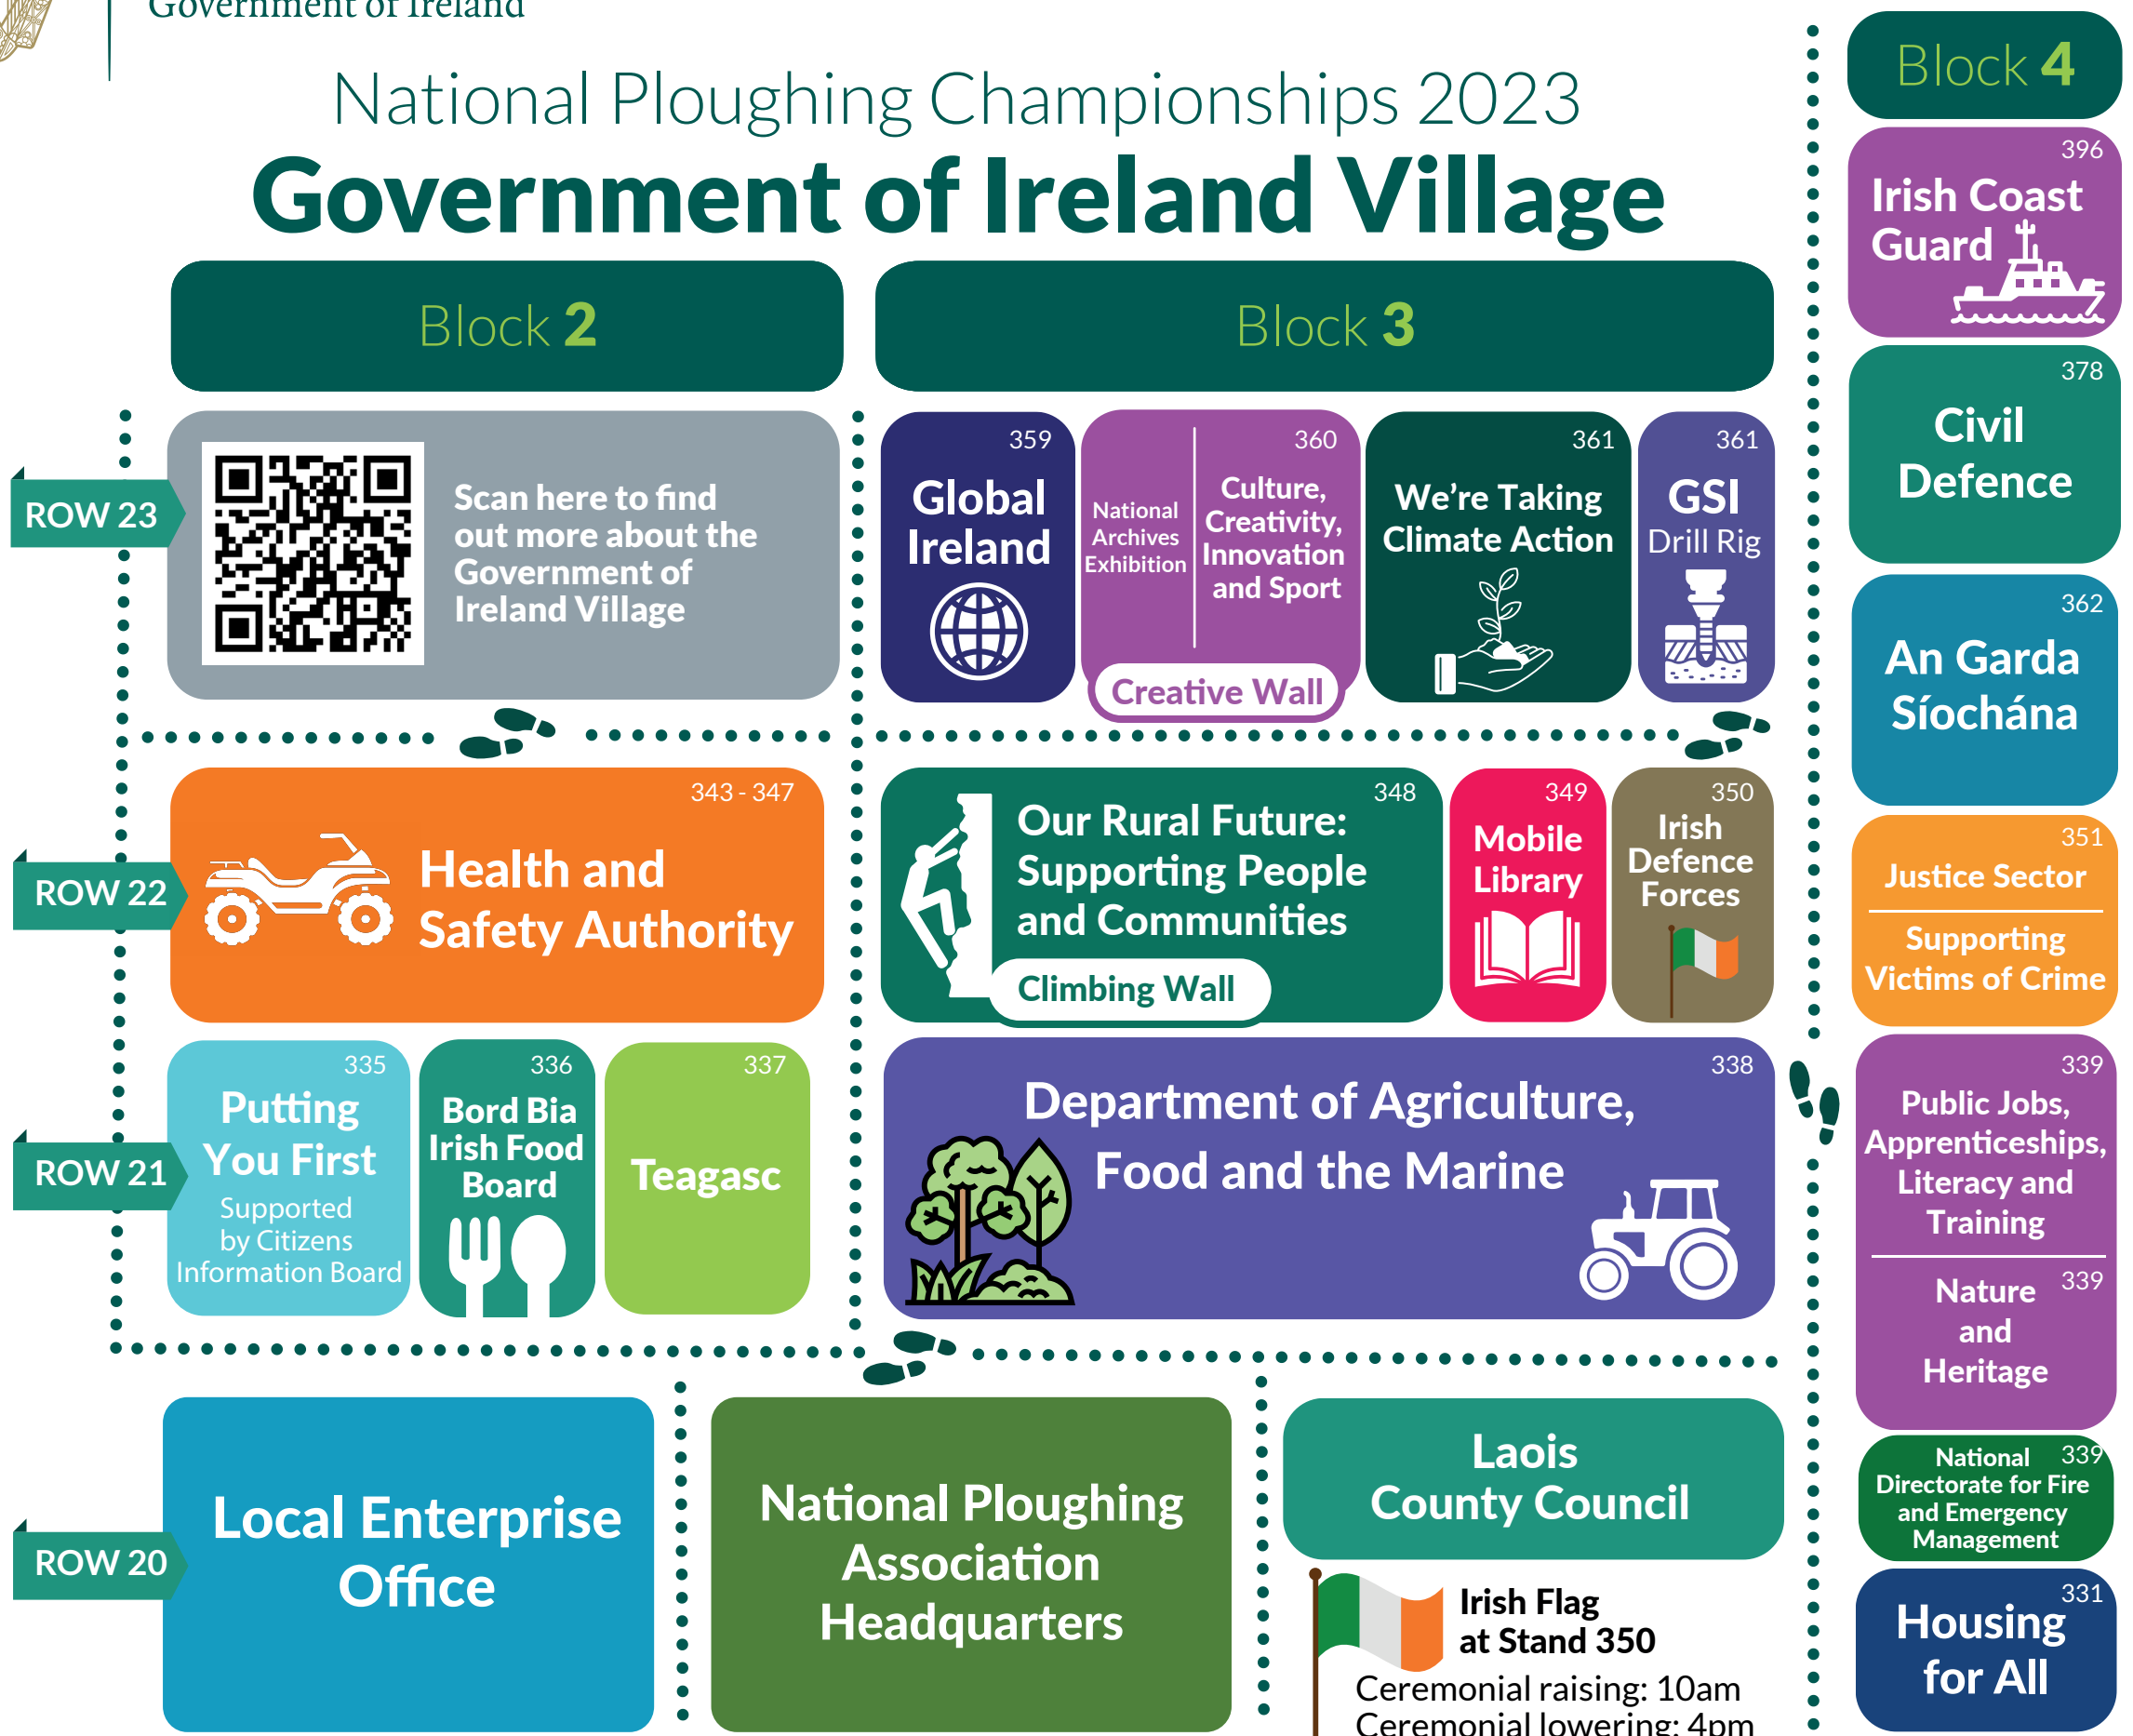 Government of Ireland
National Ploughing Championships 2023
Government of Ireland Village
Block 2
Block 3
Block 4
ROW 23
Scan here to find
out more about the
Government of
Ireland Village
359
Global
Ireland
National
Archives
Exhibition
360
Culture,
Creativity,
Innovation
and Sport
Creative Wall
361
We're Taking
Climate Action
361
GSI
Drill Rig
ROW 22
343 - 347
Health and
Safety Authority
348
Our Rural Future:
Supporting People
and Communities
Climbing Wall
349
Mobile
Library
350
Irish
Defence
Forces
ROW 21
335
Putting
You First
Supported
by Citizens
Information Board
336
Bord Bia
Irish Food
Board
337
Teagasc
338
Department of Agriculture,
Food and the Marine
ROW 20
Local Enterprise
Office
National Ploughing
Association
Headquarters
Laois
County Council
Irish Flag
at Stand 350
Ceremonial raising: 10am
Ceremonial lowering: 4pm
396
Irish Coast
Guard
378
Civil
Defence
362
An Garda
Síochána
351
Justice Sector
Supporting
Victims of Crime
339
Public Jobs,
Apprenticeships,
Literacy and
Training
339
Nature
and
Heritage
339
National
Directorate for Fire
and Emergency
Management
331
Housing
for All